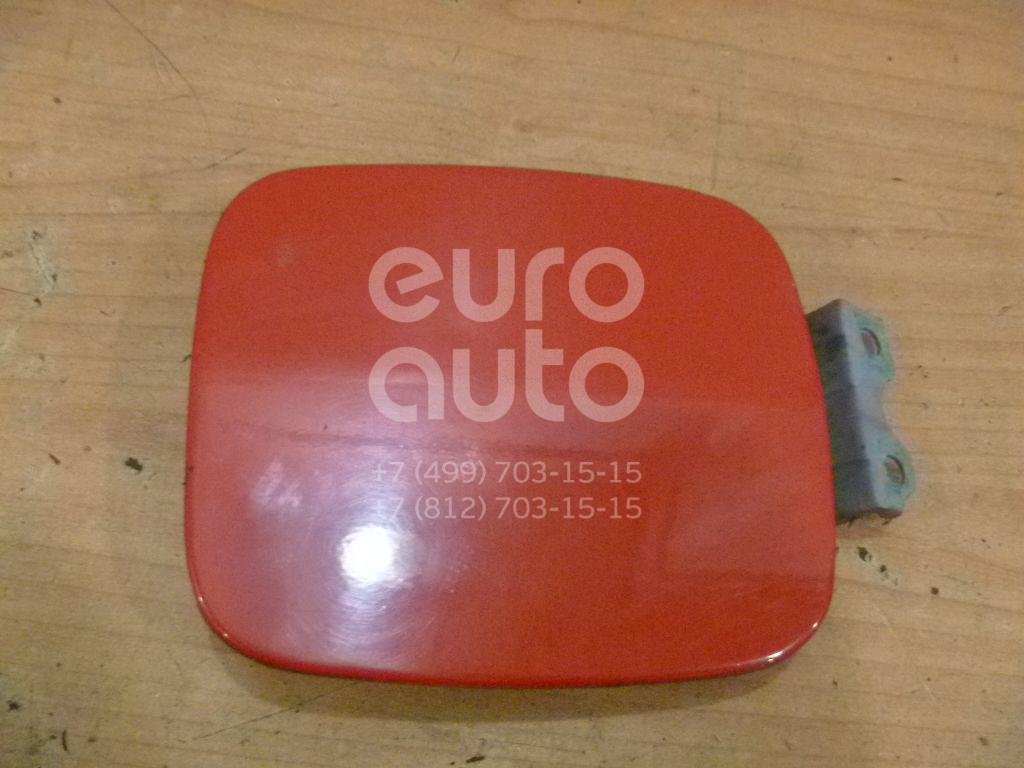 euro
auto
+7 (499) 703-15-15
+7 (812) 703-15-15